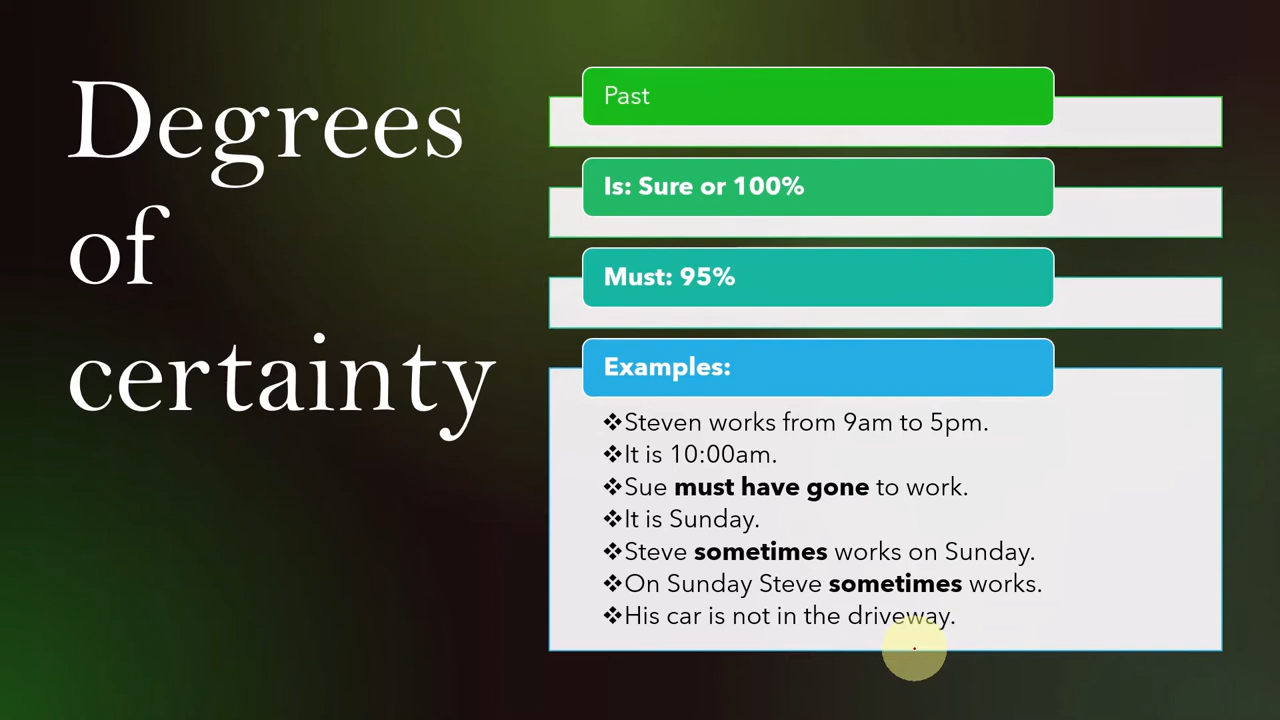 Degrees
of
certainty
Past
Is: Sure or 100%
Must: 95%
Examples:
❖Steven works from 9am to 5pm.
❖It is 10:00am.
❖Sue must have gone to work.
❖It is Sunday.
❖Steve sometimes works on Sunday.
❖On Sunday Steve sometimes works.
❖His car is not in the driveway.